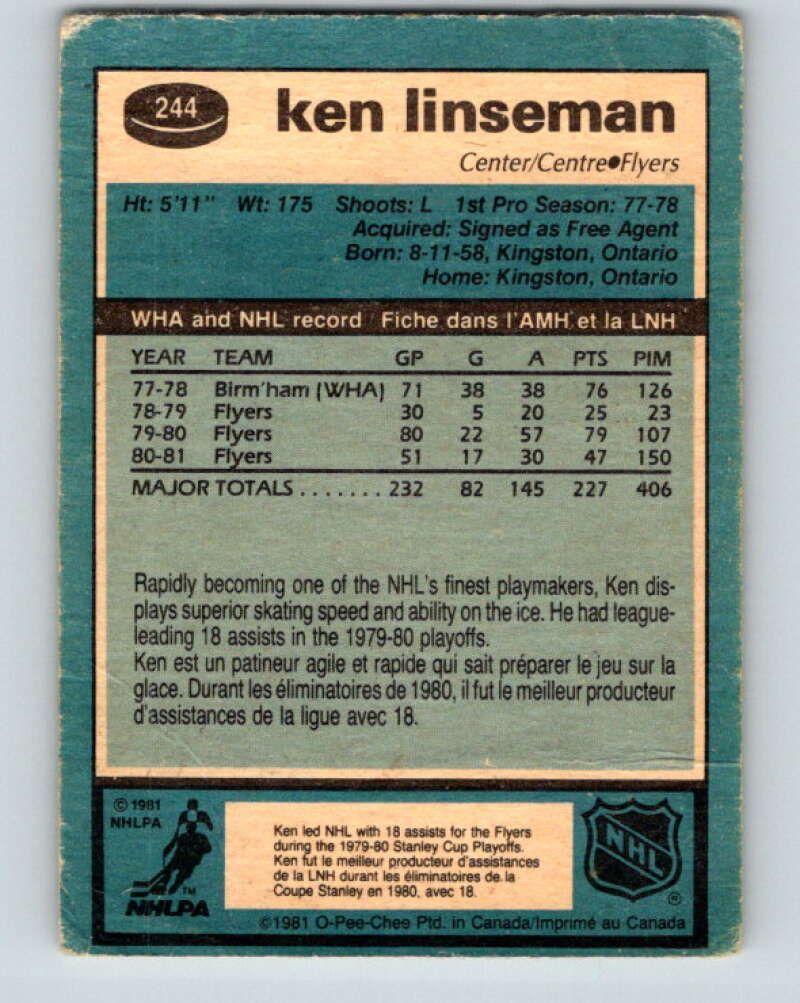 244
ken linseman
Center/Centre●Flyers
Ht: 5'11" Wt: 175 Shoots: L 1st Pro Season: 77-78
Acquired: Signed as Free Agent
Born: 8-11-58, Kingston, Ontario
Home: Kingston, Ontario
WHA and NHL record Fiche dans l'AMH et la LNH
YEAR TEAM GP G A PTS PIM
77-78 Birm'ham (WHA) 71 38 38 76 126
78-79 Flyers 30 5 20 25 23
79-80 Flyers 80 22 57 79 107
80-81 Flyers 51 17 30 47 150
MAJOR TOTALS ....... 232 82 145 227 406
Rapidly becoming one of the NHL's finest playmakers, Ken dis-
plays superior skating speed and ability on the ice. He had league-
leading 18 assists in the 1979-80 playoffs.
Ken est un patineur agile et rapide qui sait préparer le jeu sur la
glace. Durant les éliminatoires de 1980, il fut le meilleur producteur
d'assistances de la ligue avec 18.
© 1981
NHLPA
TM
NHLPA
Ken led NHL with 18 assists for the Flyers
during the 1979-80 Stanley Cup Playoffs.
Ken fut le meilleur producteur d'assistances
de la LNH durant les éliminatoires de la
Coupe Stanley en 1980, avec 18.
NHL
®
©1981 O-Pee-Chee Ptd. in Canada/Imprimé au Canada